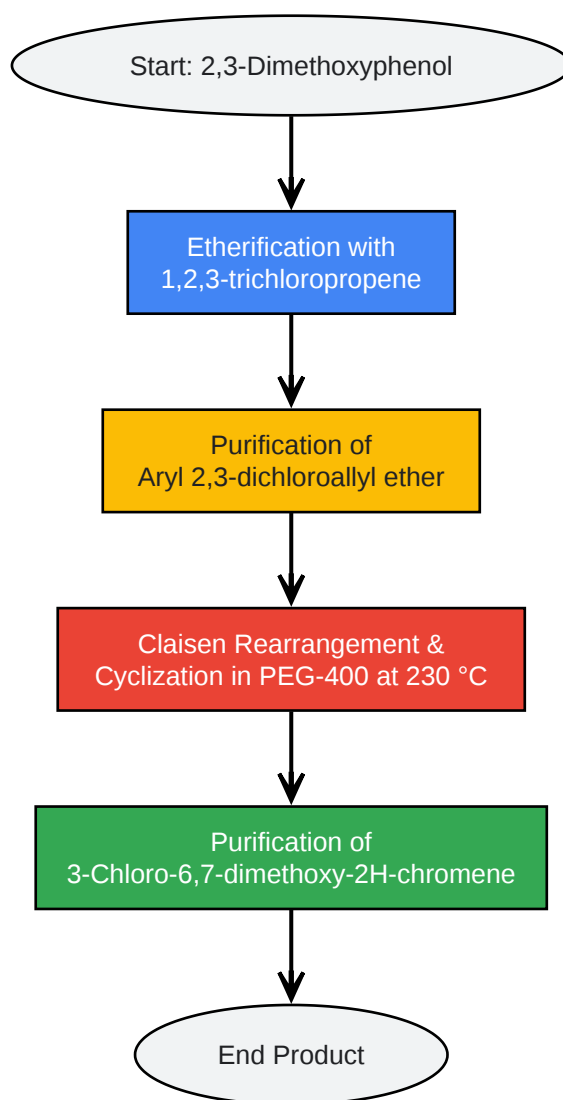 Start: 2,3-Dimethoxyphenol
Etherification with
1,2,3-trichloropropene
Purification of
Aryl 2,3-dichloroallyl ether
Claisen Rearrangement &
Cyclization in PEG-400 at 230 °C
Purification of
3-Chloro-6,7-dimethoxy-2H-chromene
End Product